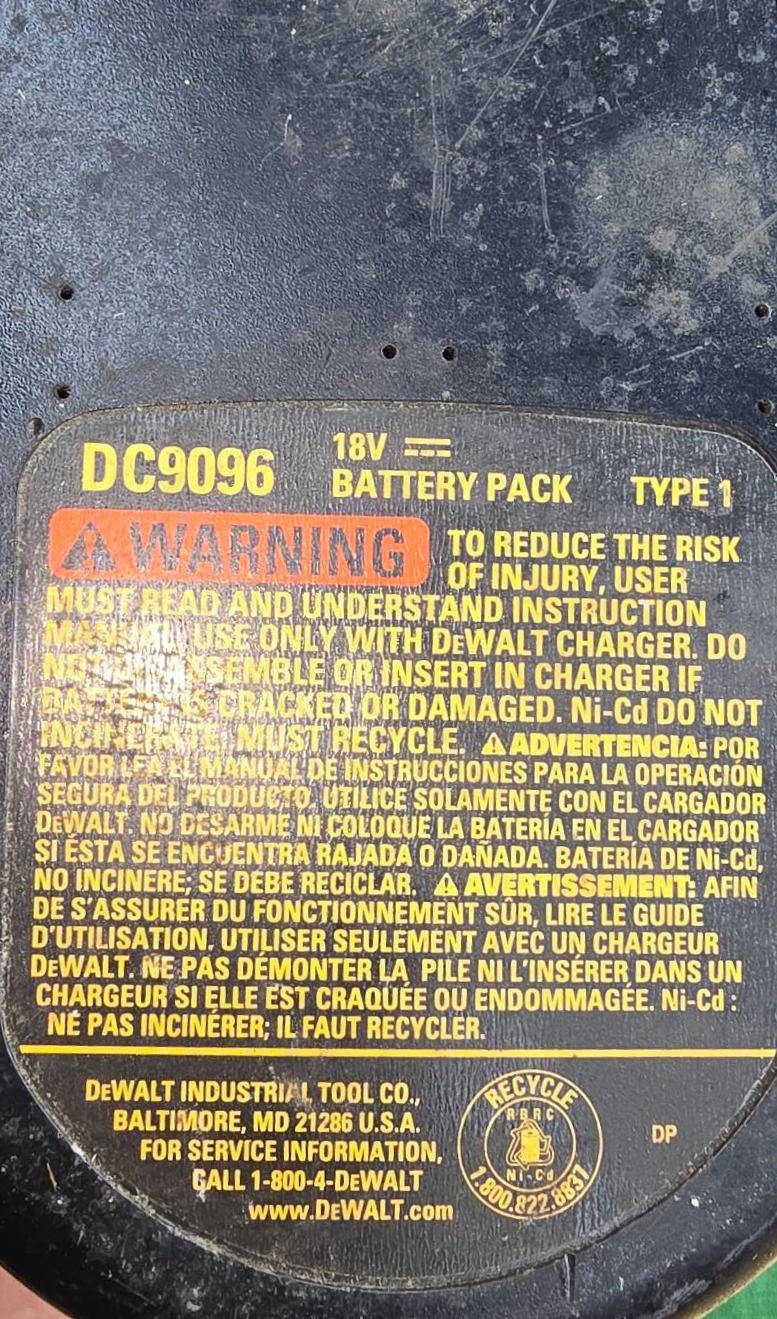 DC9096
18V
BATTERY PACK
TYPE 1
WARNING
TO REDUCE THE RISK
OF INJURY, USER
MUST READ AND UNDERSTAND INSTRUCTION
MANUAL. USE ONLY WITH DEWALT CHARGER. DO
NOT DISASSEMBLE OR INSERT IN CHARGER IF
BATTERY IS CRACKED OR DAMAGED. Ni-Cd DO NOT
INCINERATE, MUST RECYCLE. ⚠ ADVERTENCIA: POR
FAVOR LEA EL MANUAL DE INSTRUCCIONES PARA LA OPERACIÓN
SEGURA DEL PRODUCTO. UTILICE SOLAMENTE CON EL CARGADOR
DEWALT. NO DESARME NI COLOQUE LA BATERÍA EN EL CARGADOR
SI ÉSTA SE ENCUENTRA RAJADA O DAÑADA. BATERÍA DE Ni-Cd,
NO INCINERE; SE DEBE RECICLAR. ⚠ AVERTISSEMENT: AFIN
DE S'ASSURER DU FONCTIONNEMENT SÛR, LIRE LE GUIDE
D'UTILISATION. UTILISER SEULEMENT AVEC UN CHARGEUR
DEWALT. NE PAS DÉMONTER LA PILE NI L'INSÉRER DANS UN
CHARGEUR SI ELLE EST CRAQUÉE OU ENDOMMAGÉE. Ni-Cd :
NE PAS INCINÉRER; IL FAUT RECYCLER.
DEWALT INDUSTRIAL TOOL CO.,
BALTIMORE, MD 21286 U.S.A.
FOR SERVICE INFORMATION,
CALL 1-800-4-DEWALT
www.DEWALT.com
RECYCLE
RBRC
Ni-Cd
1.800.822.8837
DP